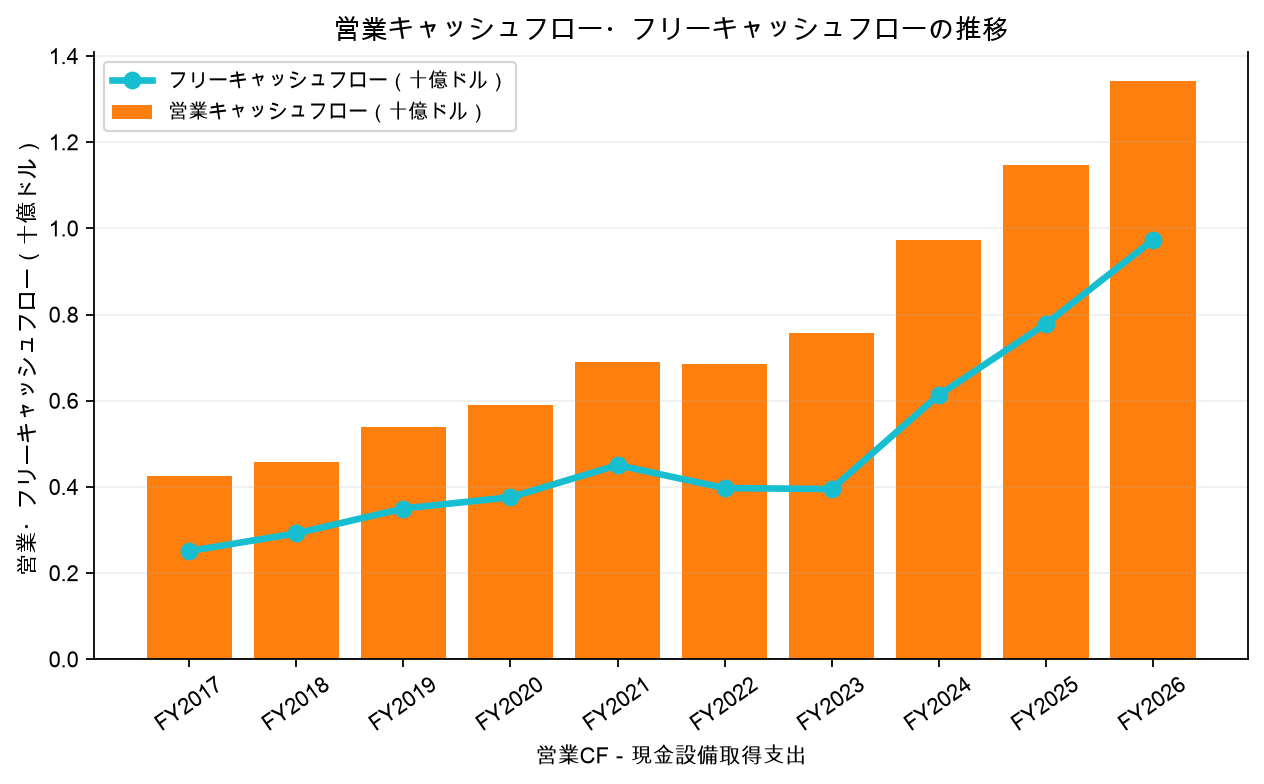 営業キャッシュフロー・フリーキャッシュフローの推移
営業・フリーキャッシュフロー（十億ドル）
1.4
1.2
1.0
0.8
0.6
0.4
0.2
0.0
フリーキャッシュフロー（十億ドル）
営業キャッシュフロー（十億ドル）
FY2017
FY2018
FY2019
FY2020
FY2021
FY2022
FY2023
FY2024
FY2025
FY2026
営業CF - 現金設備取得支出